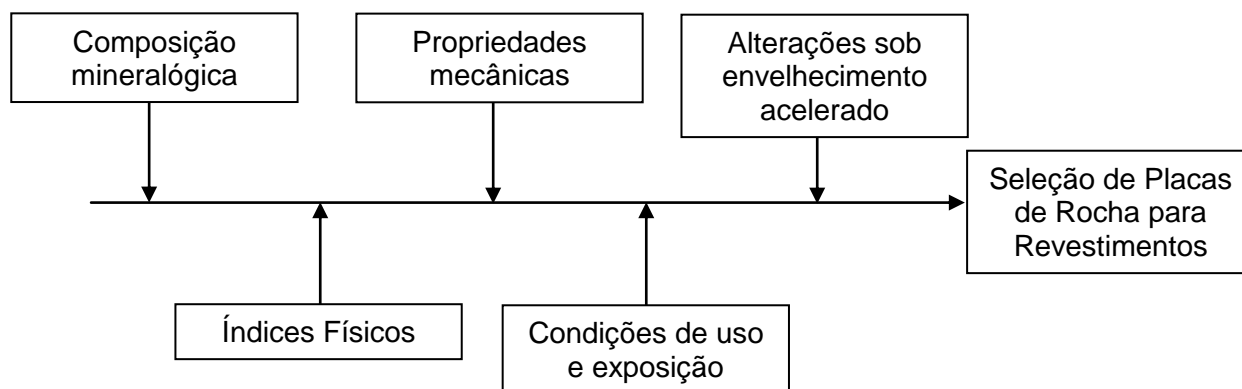 Composição
mineralógica
Propriedades
mecânicas
Alterações sob
envelhecimento
acelerado
Seleção de Placas
de Rocha para
Revestimentos
Índices Físicos
Condições de uso
e exposição